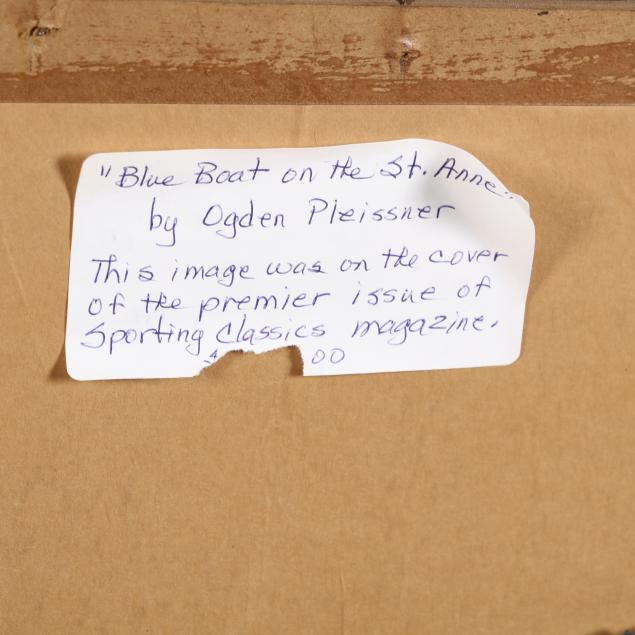 "Blue Boat on the St. Anne
by Ogden Pleissner
This image was on the cover
of the premier issue of
Sporting Classics magazine.
00